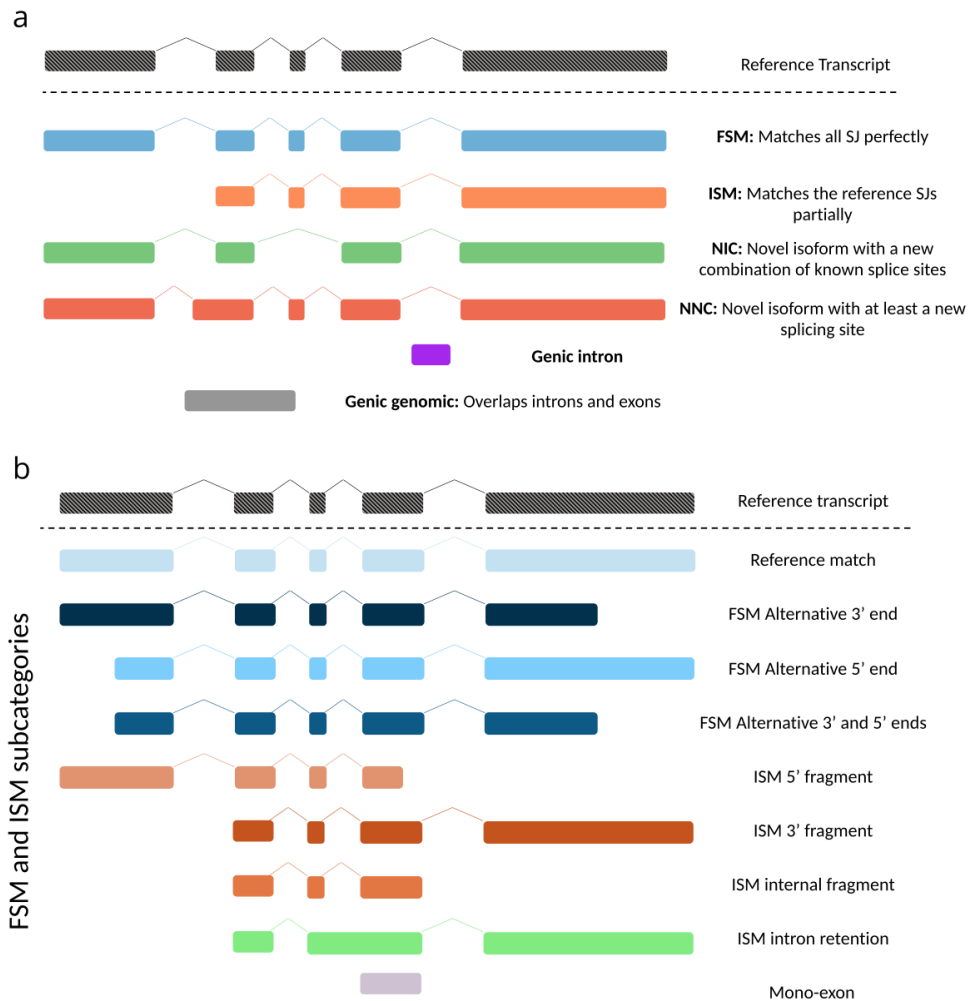 a
Reference Transcript
FSM: Matches all SJ perfectly
ISM: Matches the reference SJs
partially
NIC: Novel isoform with a new
combination of known splice sites
NNC: Novel isoform with at least a new
splicing site
Genic intron
Genic genomic: Overlaps introns and exons
b
FSM and ISM subcategories
Reference transcript
Reference match
FSM Alternative 3’ end
FSM Alternative 5’ end
FSM Alternative 3’ and 5’ ends
ISM 5’ fragment
ISM 3’ fragment
ISM internal fragment
ISM intron retention
Mono-exon